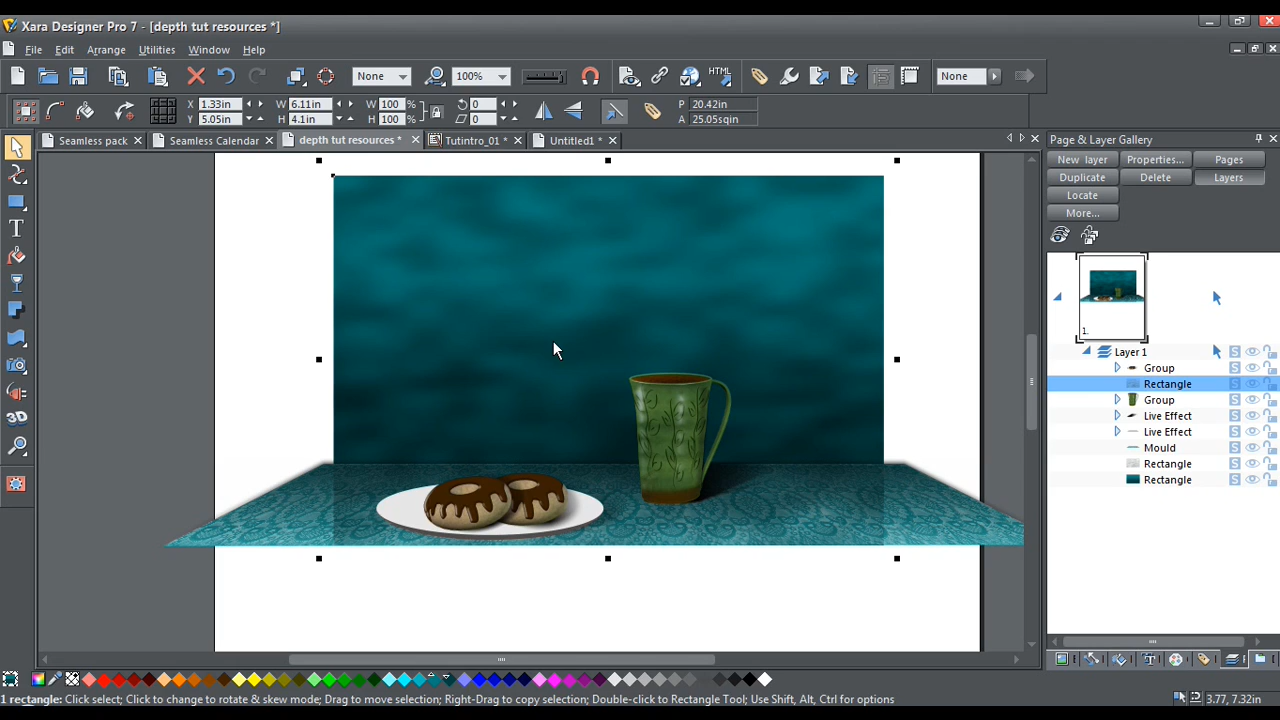 Xara Designer Pro 7 - [depth tut resources *]
File Edit Arrange Utilities Window Help
None 100% HTML None
X 1.33in W 6.11in W 100 % 0 P 20.42in
Y 5.05in H 4.1in H 100 % 0 A 25.05sqin
Seamless pack Seamless Calendar depth tut resources * Tutintro_01 * Untitled1 *
Page & Layer Gallery
New layer Properties... Pages
Duplicate Delete Layers
Locate
More...
1.
Layer 1 S
Group S
Rectangle S
Group S
Live Effect S
Live Effect S
Mould S
Rectangle S
Rectangle S
T
3D
1 rectangle: Click select; Click to change to rotate & skew mode; Drag to move selection; Right-Drag to copy selection; Double-click to Rectangle Tool; Use Shift, Alt, Ctrl for options 3.77, 7.32in